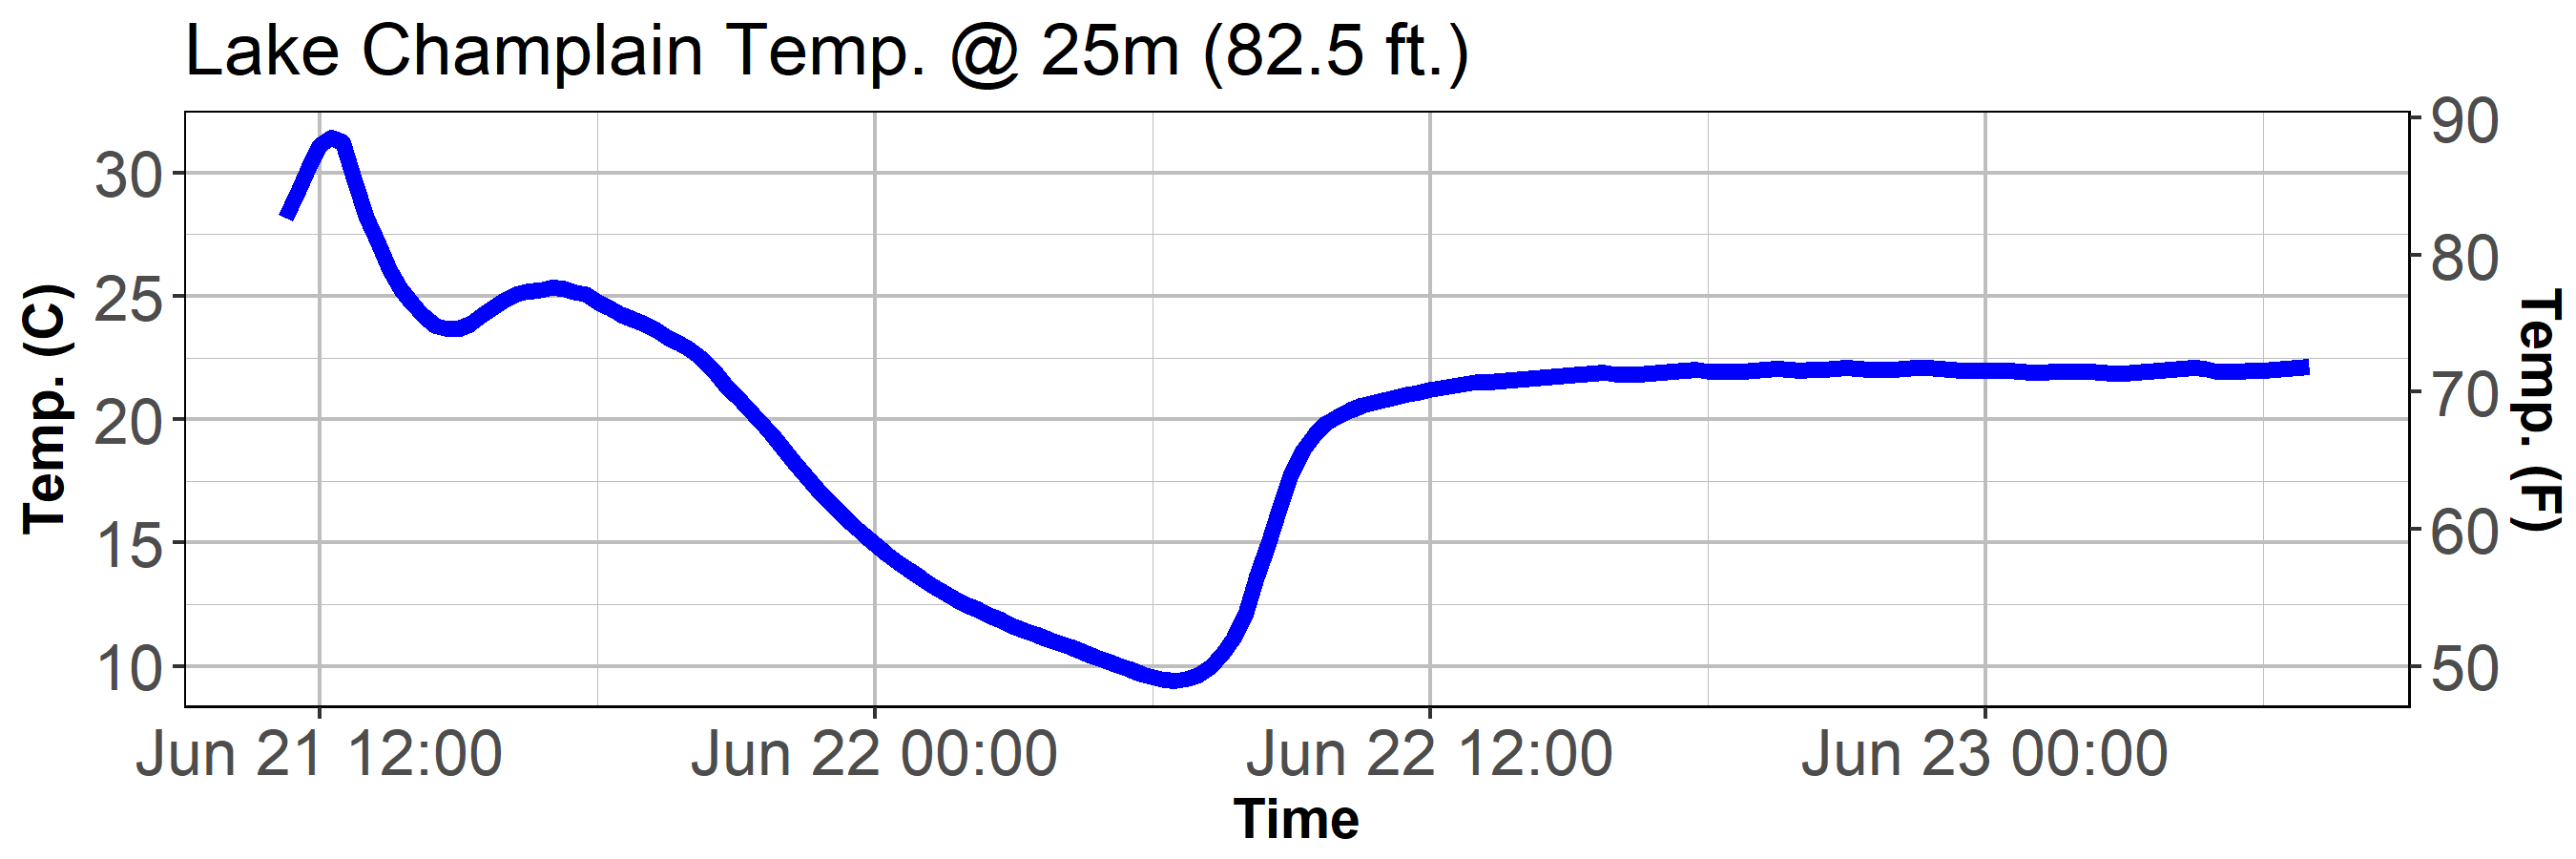 Lake Champlain Temp. @ 25m (82.5 ft.)
Temp. (C)
30
25
20
15
10
90
80
70
60
50
Temp. (F)
Jun 21 12:00
Jun 22 00:00
Jun 22 12:00
Jun 23 00:00
Time